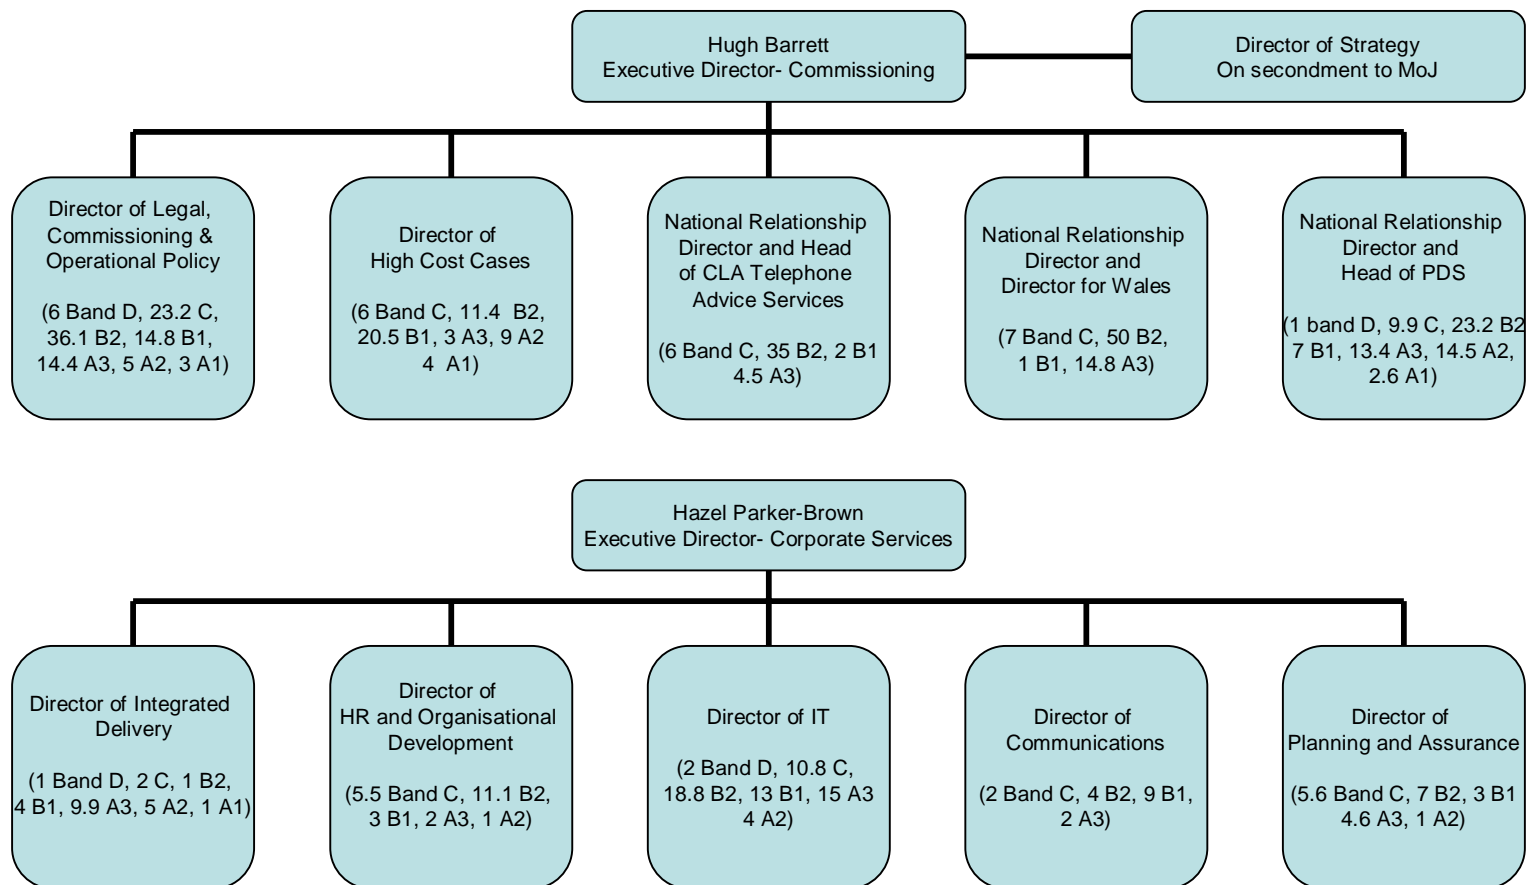 Hugh Barrett
Executive Director- Commissioning
Director of Strategy
On secondment to MoJ
Director of Legal,
Commissioning &
Operational Policy
(6 Band D, 23.2 C,
36.1 B2, 14.8 B1,
14.4 A3, 5 A2, 3 A1)
Director of
High Cost Cases
(6 Band C, 11.4 B2,
20.5 B1, 3 A3, 9 A2
4 A1)
National Relationship
Director and Head
of CLA Telephone
Advice Services
(6 Band C, 35 B2, 2 B1
4.5 A3)
National Relationship
Director and
Director for Wales
(7 Band C, 50 B2,
1 B1, 14.8 A3)
National Relationship
Director and
Head of PDS
(1 band D, 9.9 C, 23.2 B2
7 B1, 13.4 A3, 14.5 A2,
2.6 A1)
Hazel Parker-Brown
Executive Director- Corporate Services
Director of Integrated
Delivery
(1 Band D, 2 C, 1 B2,
4 B1, 9.9 A3, 5 A2, 1 A1)
Director of
HR and Organisational
Development
(5.5 Band C, 11.1 B2,
3 B1, 2 A3, 1 A2)
Director of IT
(2 Band D, 10.8 C,
18.8 B2, 13 B1, 15 A3
4 A2)
Director of
Communications
(2 Band C, 4 B2, 9 B1,
2 A3)
Director of
Planning and Assurance
(5.6 Band C, 7 B2, 3 B1
4.6 A3, 1 A2)